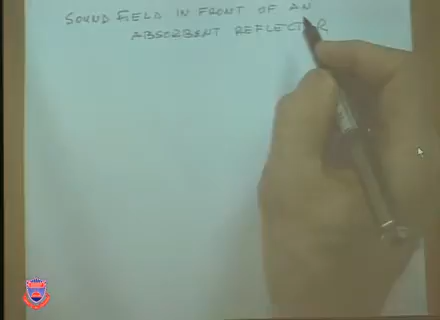 SOUND FIELD IN FRONT OF AN
ABSORBENT REFLECTOR